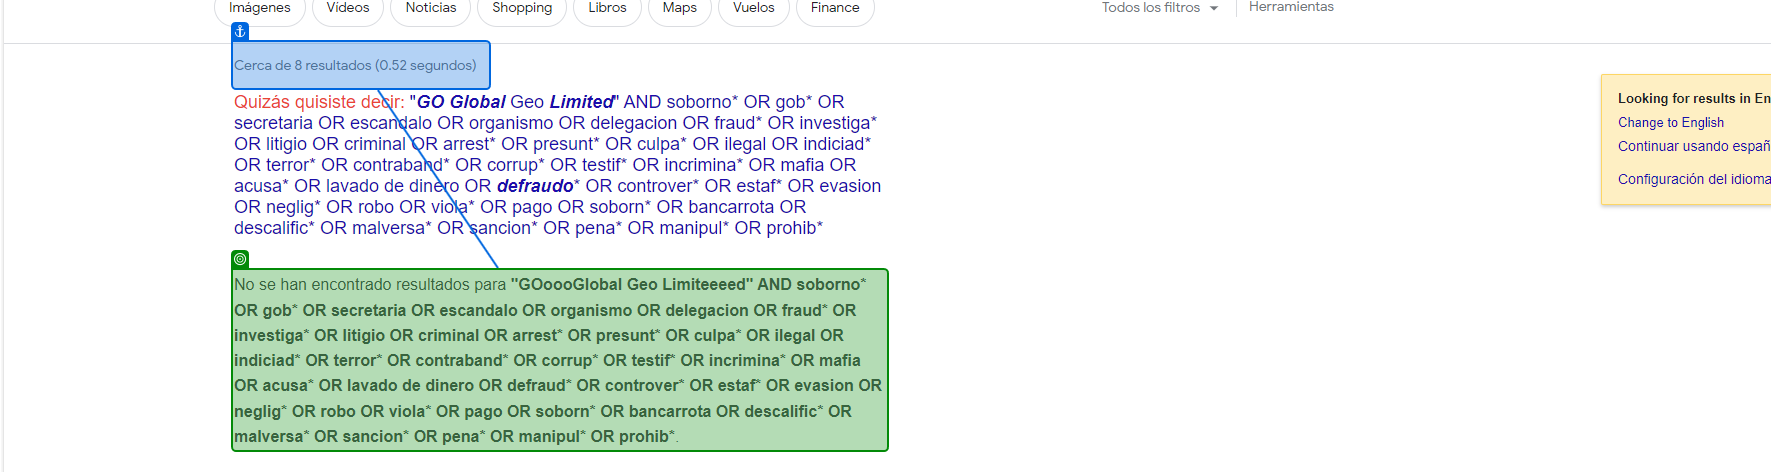 Imágenes Vídeos Noticias Shopping Libros Maps Vuelos Finance Todos los filtros Herramientas
Cerca de 8 resultados (0.52 segundos)
Quizás quisiste decir: "GO Global Geo Limited" AND soborno* OR gob* OR
secretaria OR escandalo OR organismo OR delegacion OR fraud* OR investiga*
OR litigio OR criminal OR arrest* OR presunt* OR culpa* OR ilegal OR indiciad*
OR terror* OR contraband* OR corrup* OR testif* OR incrimina* OR mafia OR
acusa* OR lavado de dinero OR defraudo* OR controver* OR estaf* OR evasion
OR neglig* OR robo OR viola* OR pago OR soborn* OR bancarrota OR
descalific* OR malversa* OR sancion* OR pena* OR manipul* OR prohib*
No se han encontrado resultados para "GOoooGlobal Geo Limiteeeed" AND soborno*
OR gob* OR secretaria OR escandalo OR organismo OR delegacion OR fraud* OR
investiga* OR litigio OR criminal OR arrest* OR presunt* OR culpa* OR ilegal OR
indiciad* OR terror* OR contraband* OR corrup* OR testif* OR incrimina* OR mafia
OR acusa* OR lavado de dinero OR defraud* OR controver* OR estaf* OR evasion OR
neglig* OR robo OR viola* OR pago OR soborn* OR bancarrota OR descalific* OR
malversa* OR sancion* OR pena* OR manipul* OR prohib*.
Looking for results in En
Change to English
Continuar usando españ
Configuración del idioma